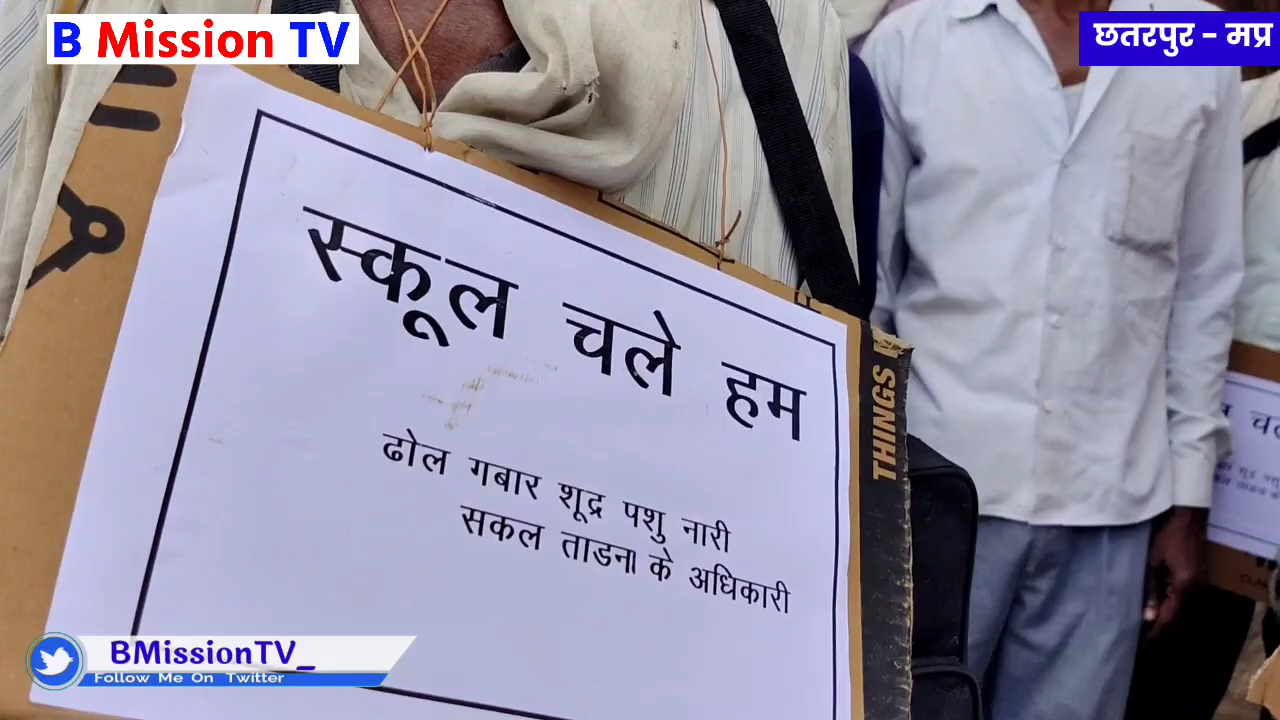 B Mission TV
छतरपुर - मप्र
स्कूल चले हम
ढोल गबार शूद्र पशु नारी
सकल ताडना के अधिकारी
THINGS
BMissionTV_
Follow Me On Twitter